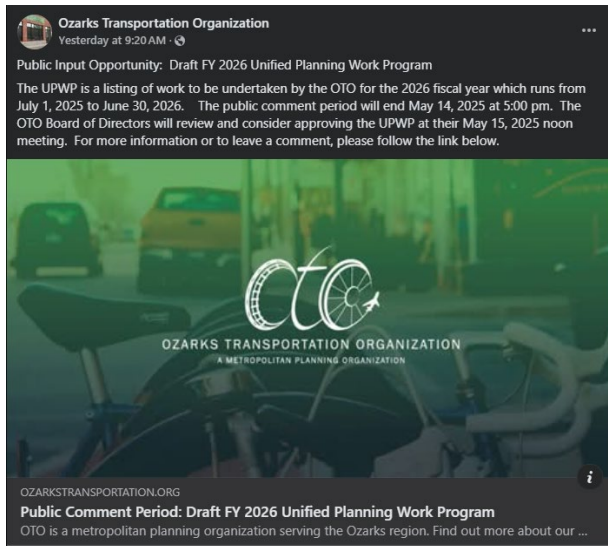 Ozarks Transportation Organization
Yesterday at 9:20 AM ·
Public Input Opportunity: Draft FY 2026 Unified Planning Work Program
The UPWP is a listing of work to be undertaken by the OTO for the 2026 fiscal year which runs from
July 1, 2025 to June 30, 2026. The public comment period will end May 14, 2025 at 5:00 pm. The
OTO Board of Directors will review and consider approving the UPWP at their May 15, 2025 noon
meeting. For more information or to leave a comment, please follow the link below.
oto
OZARKS TRANSPORTATION ORGANIZATION
A METROPOLITAN PLANNING ORGANIZATION
i
OZARKSTRANSPORTATION.ORG
Public Comment Period: Draft FY 2026 Unified Planning Work Program
OTO is a metropolitan planning organization serving the Ozarks region. Find out more about our ...